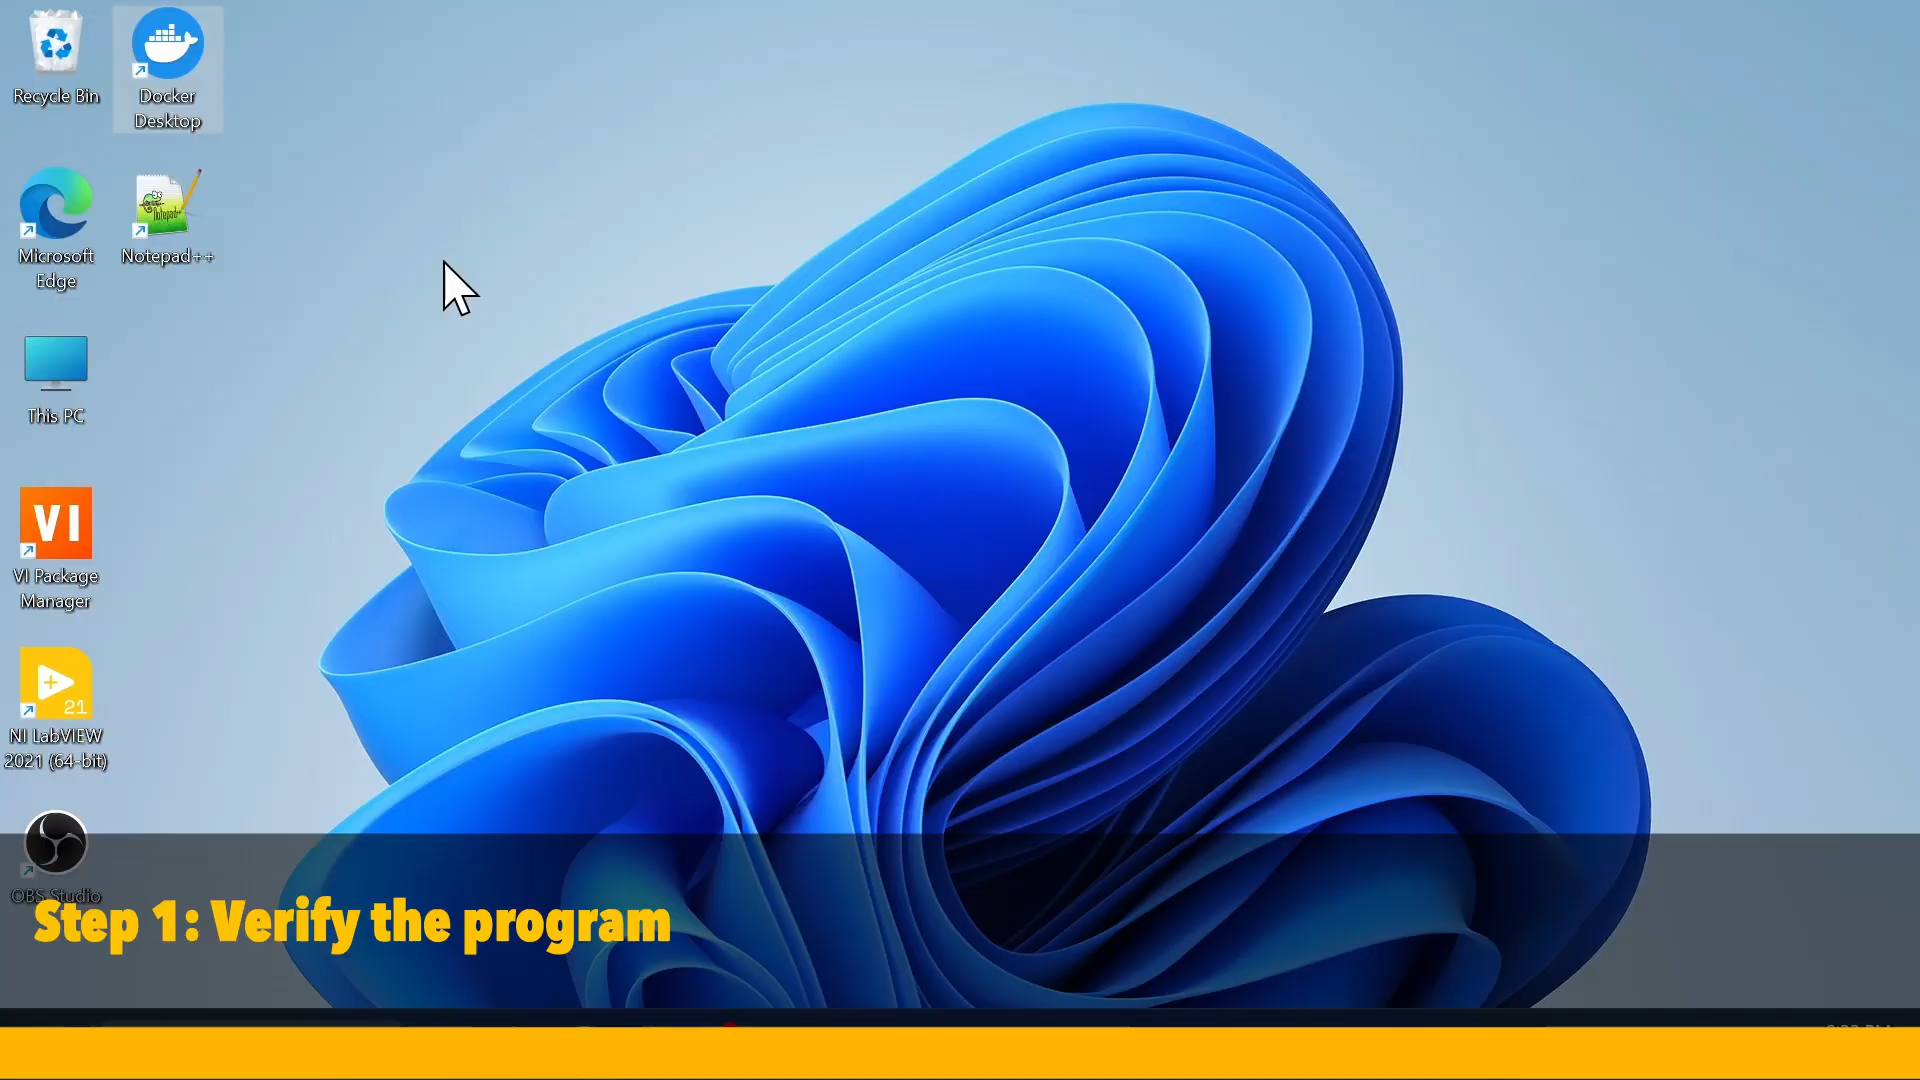 Recycle Bin
Docker
Desktop
Microsoft
Edge
Notepad++
This PC
VI
VI Package
Manager
21
NI LabVIEW
2021 (64-bit)
OBS Studio
Step 1: Verify the program